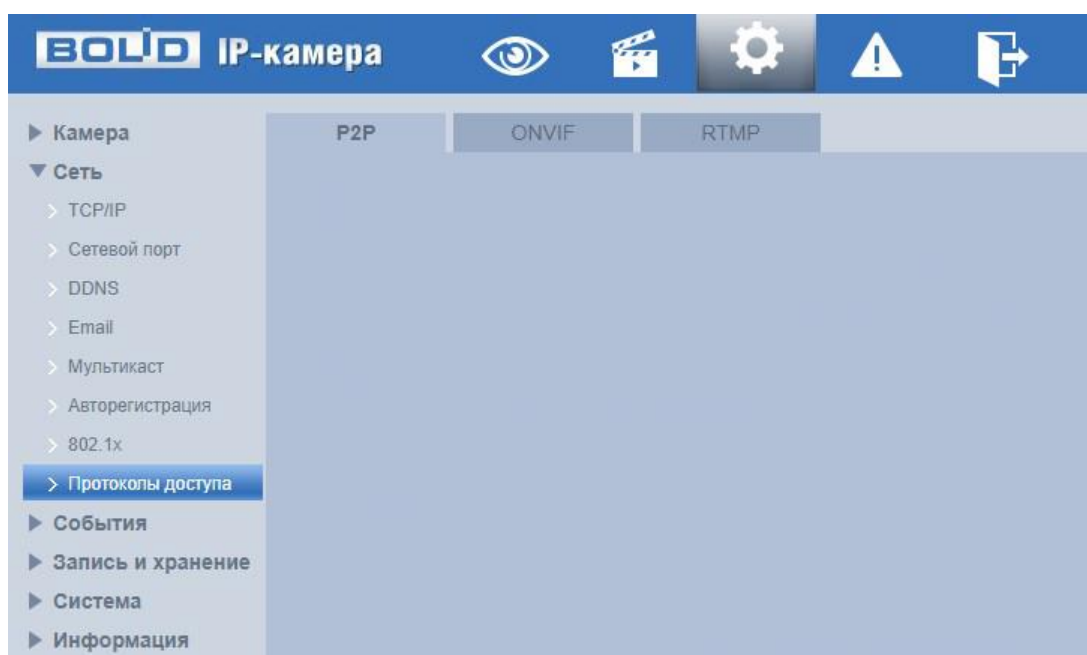 BOLID IP-камера
Камера
P2P
ONVIF
RTMP
Сеть
TCP/IP
Сетевой порт
DDNS
Email
Мультикаст
Авторегистрация
802.1x
Протоколы доступа
События
Запись и хранение
Система
Информация